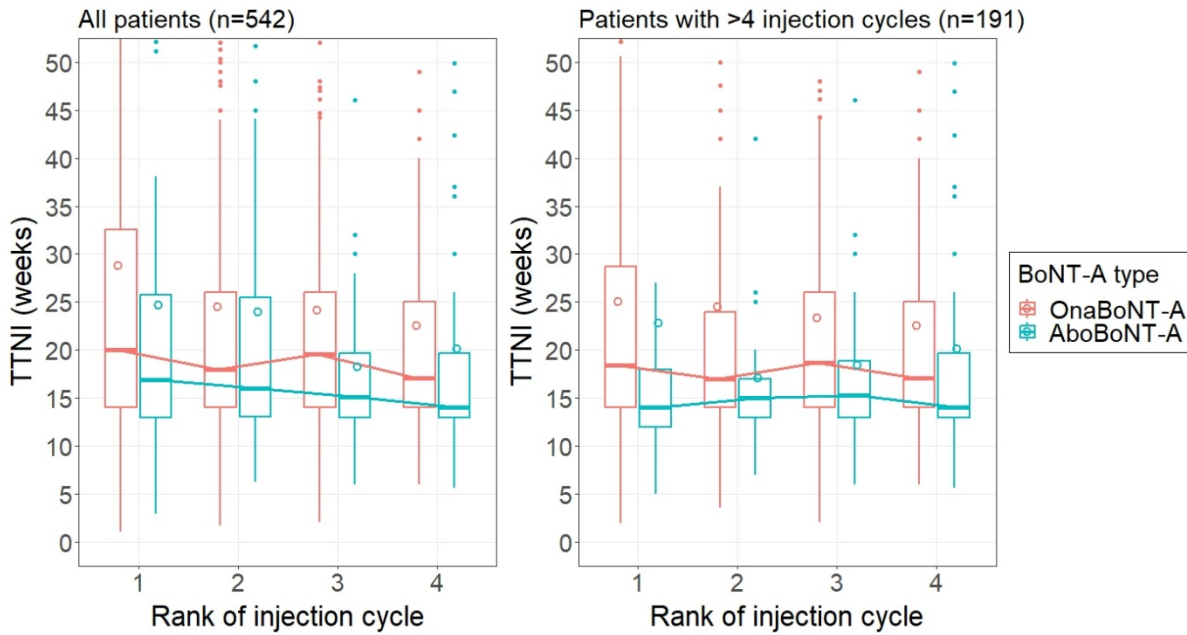 All patients (n=542)
Patients with >4 injection cycles (n=191)
TTNI (weeks)
50
45
40
35
30
25
20
15
10
5
0
1 2 3 4
Rank of injection cycle
TTNI (weeks)
50
45
40
35
30
25
20
15
10
5
0
1 2 3 4
Rank of injection cycle
BoNT-A type
OnaBoNT-A
AboBoNT-A